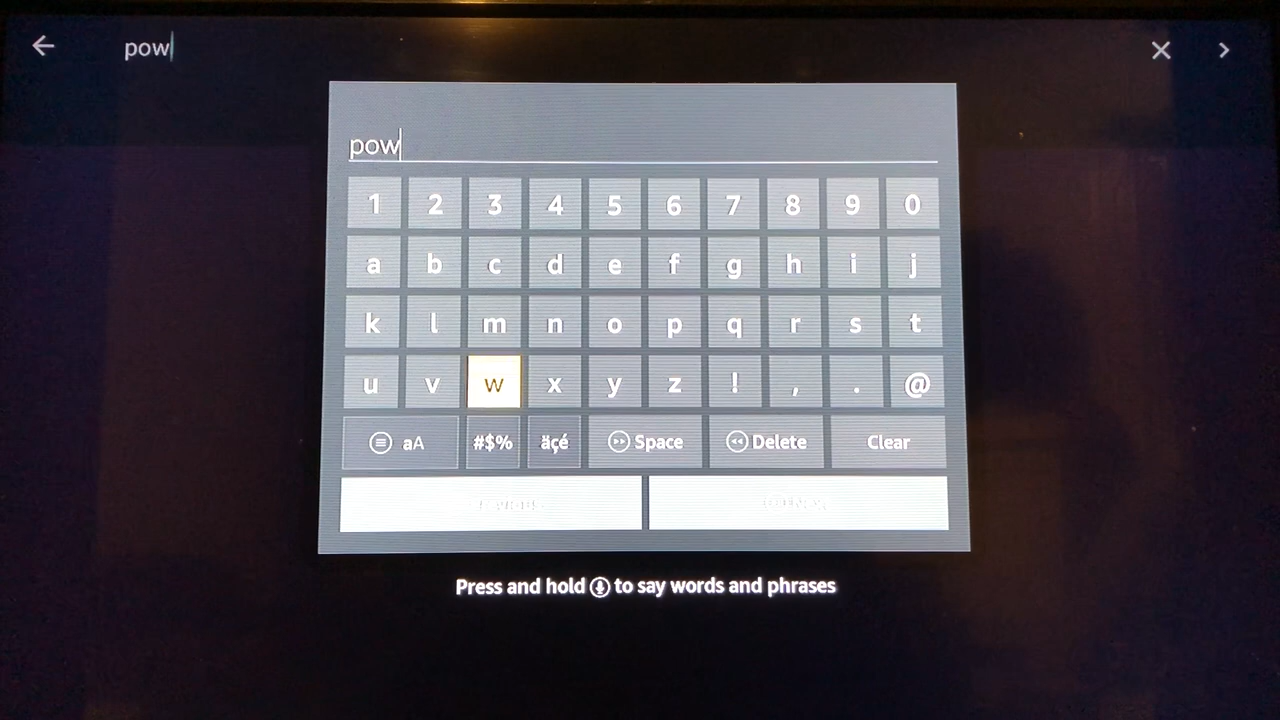 pow
pow
1 2 3 4 5 6 7 8 9 0
a b c d e f g h i j
k l m n o p q r s t
u v w x y z ! , . @
aA #$% äçé Space Delete Clear
Press and hold to say words and phrases